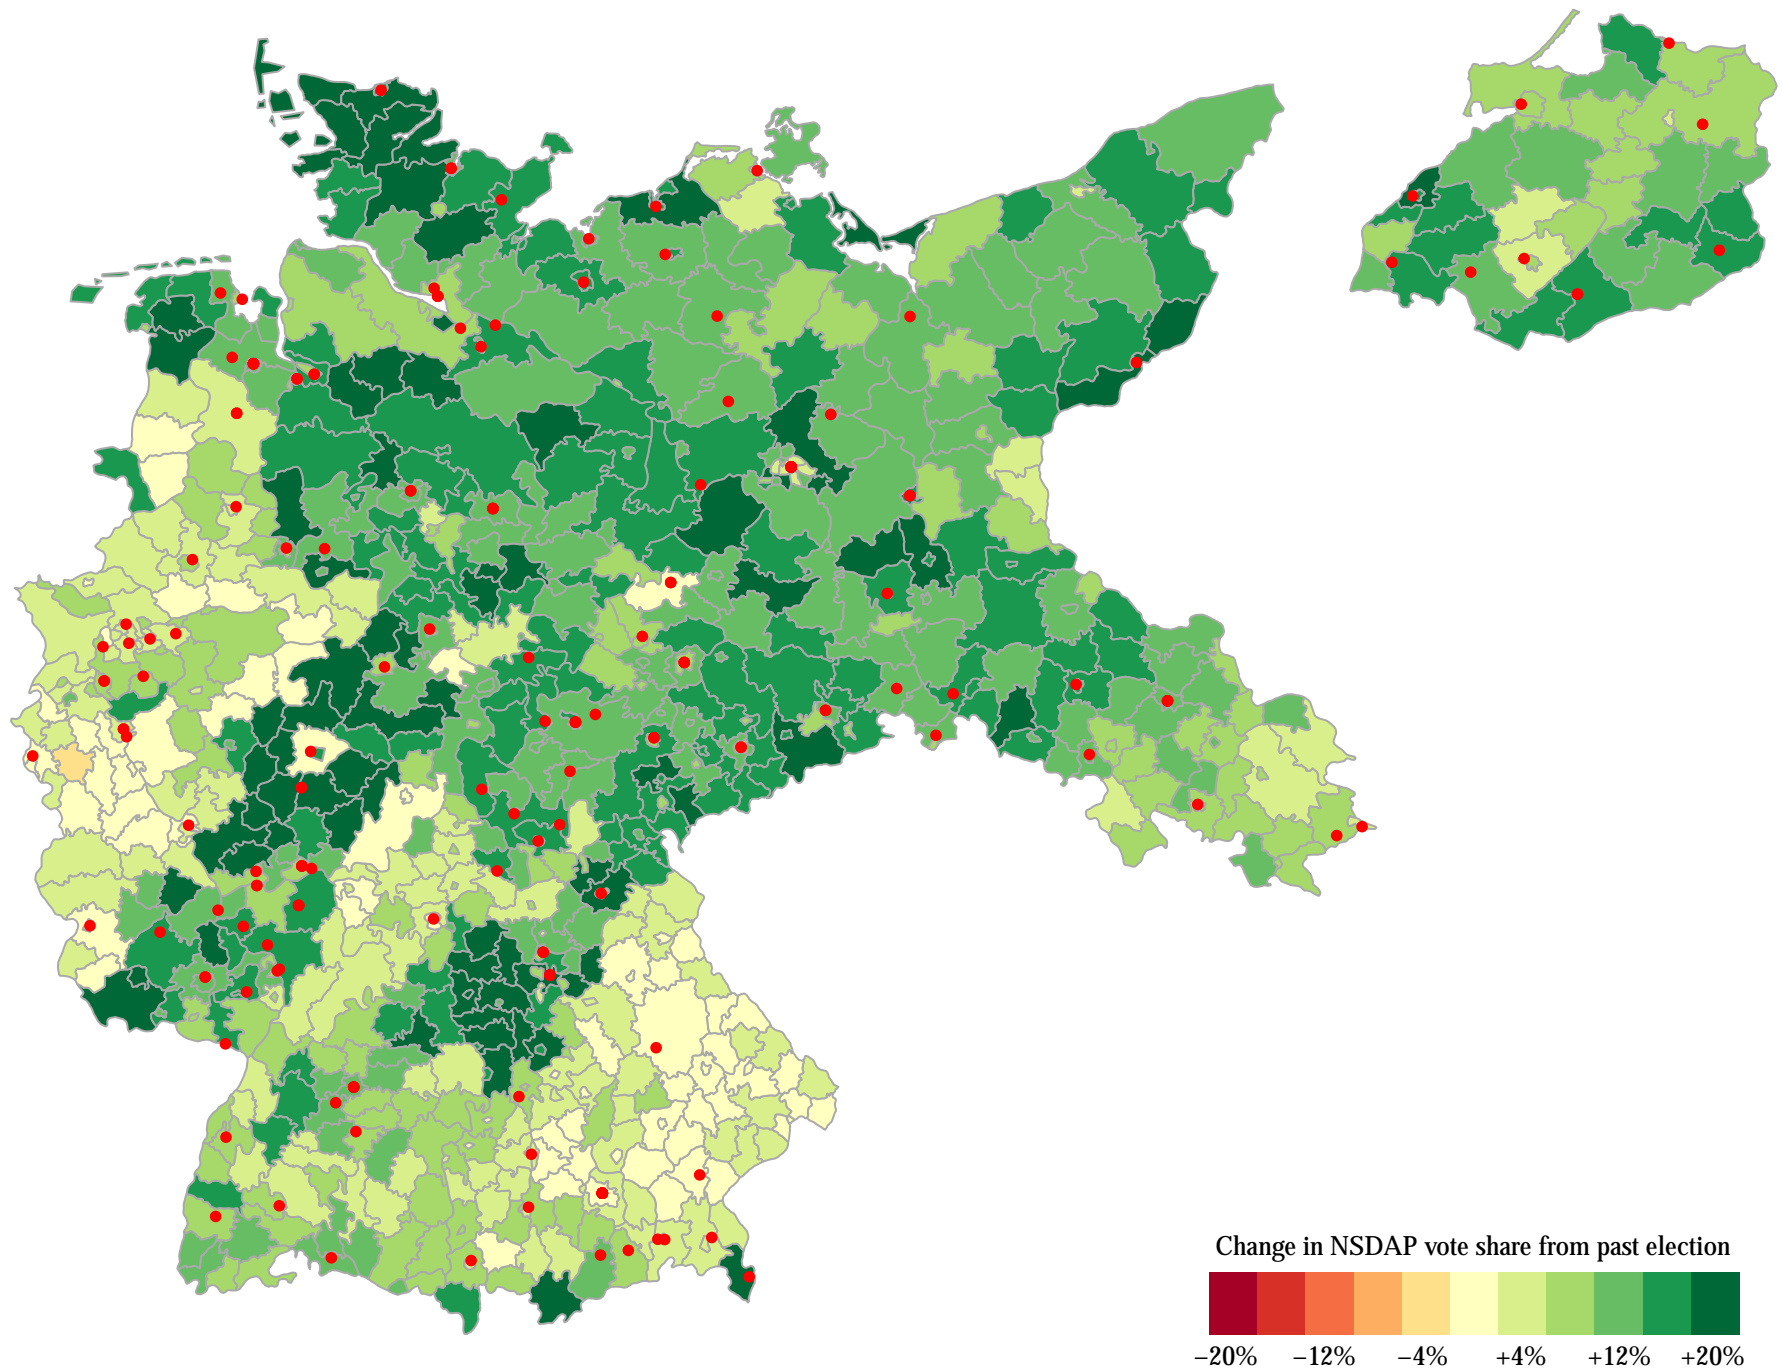 Change in NSDAP vote share from past election
−20% −12% −4% +4% +12% +20%